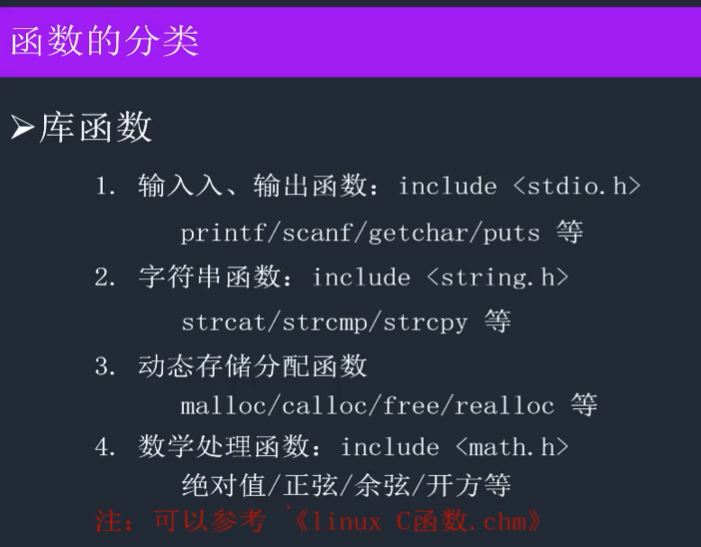 函数的分类
➢库函数
1. 输入入、输出函数：include <stdio.h>
printf/scanf/getchar/puts 等
2. 字符串函数：include <string.h>
strcat/strcmp/strcpy 等
3. 动态存储分配函数
malloc/calloc/free/realloc 等
4. 数学处理函数：include <math.h>
绝对值/正弦/余弦/开方等
注：可以参考 《linux C函数.chm》